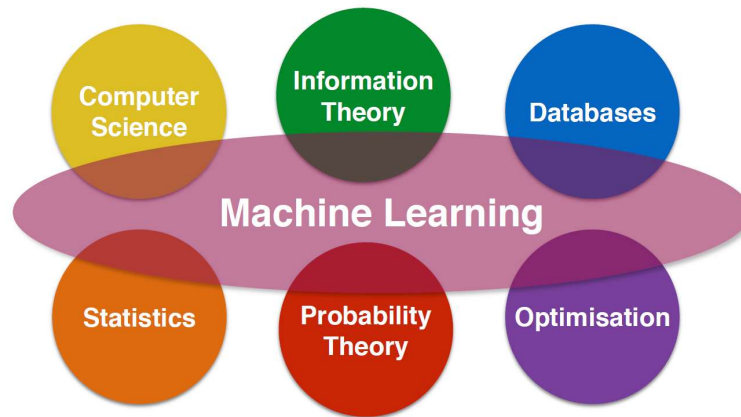 Computer
Science
Information
Theory
Databases
Machine Learning
Statistics
Probability
Theory
Optimisation